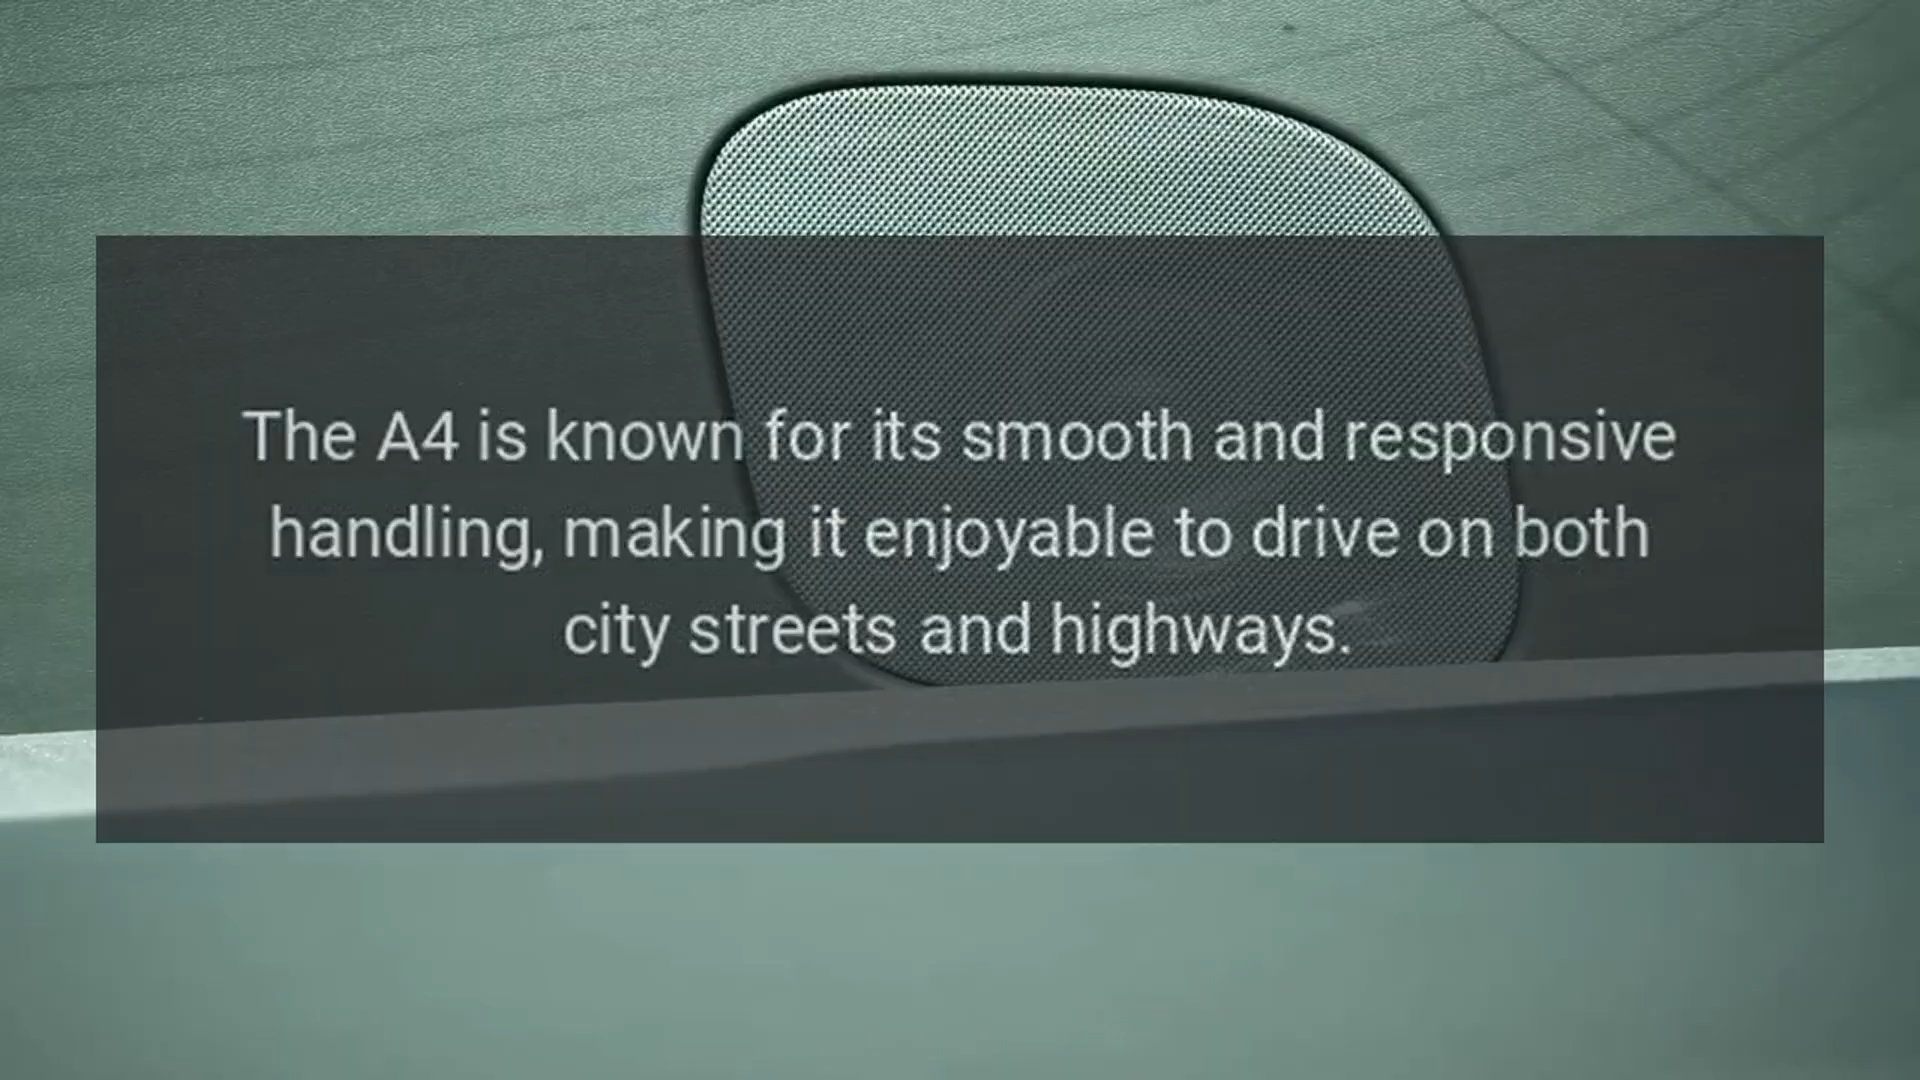 The A4 is known for its smooth and responsive
handling, making it enjoyable to drive on both
city streets and highways.